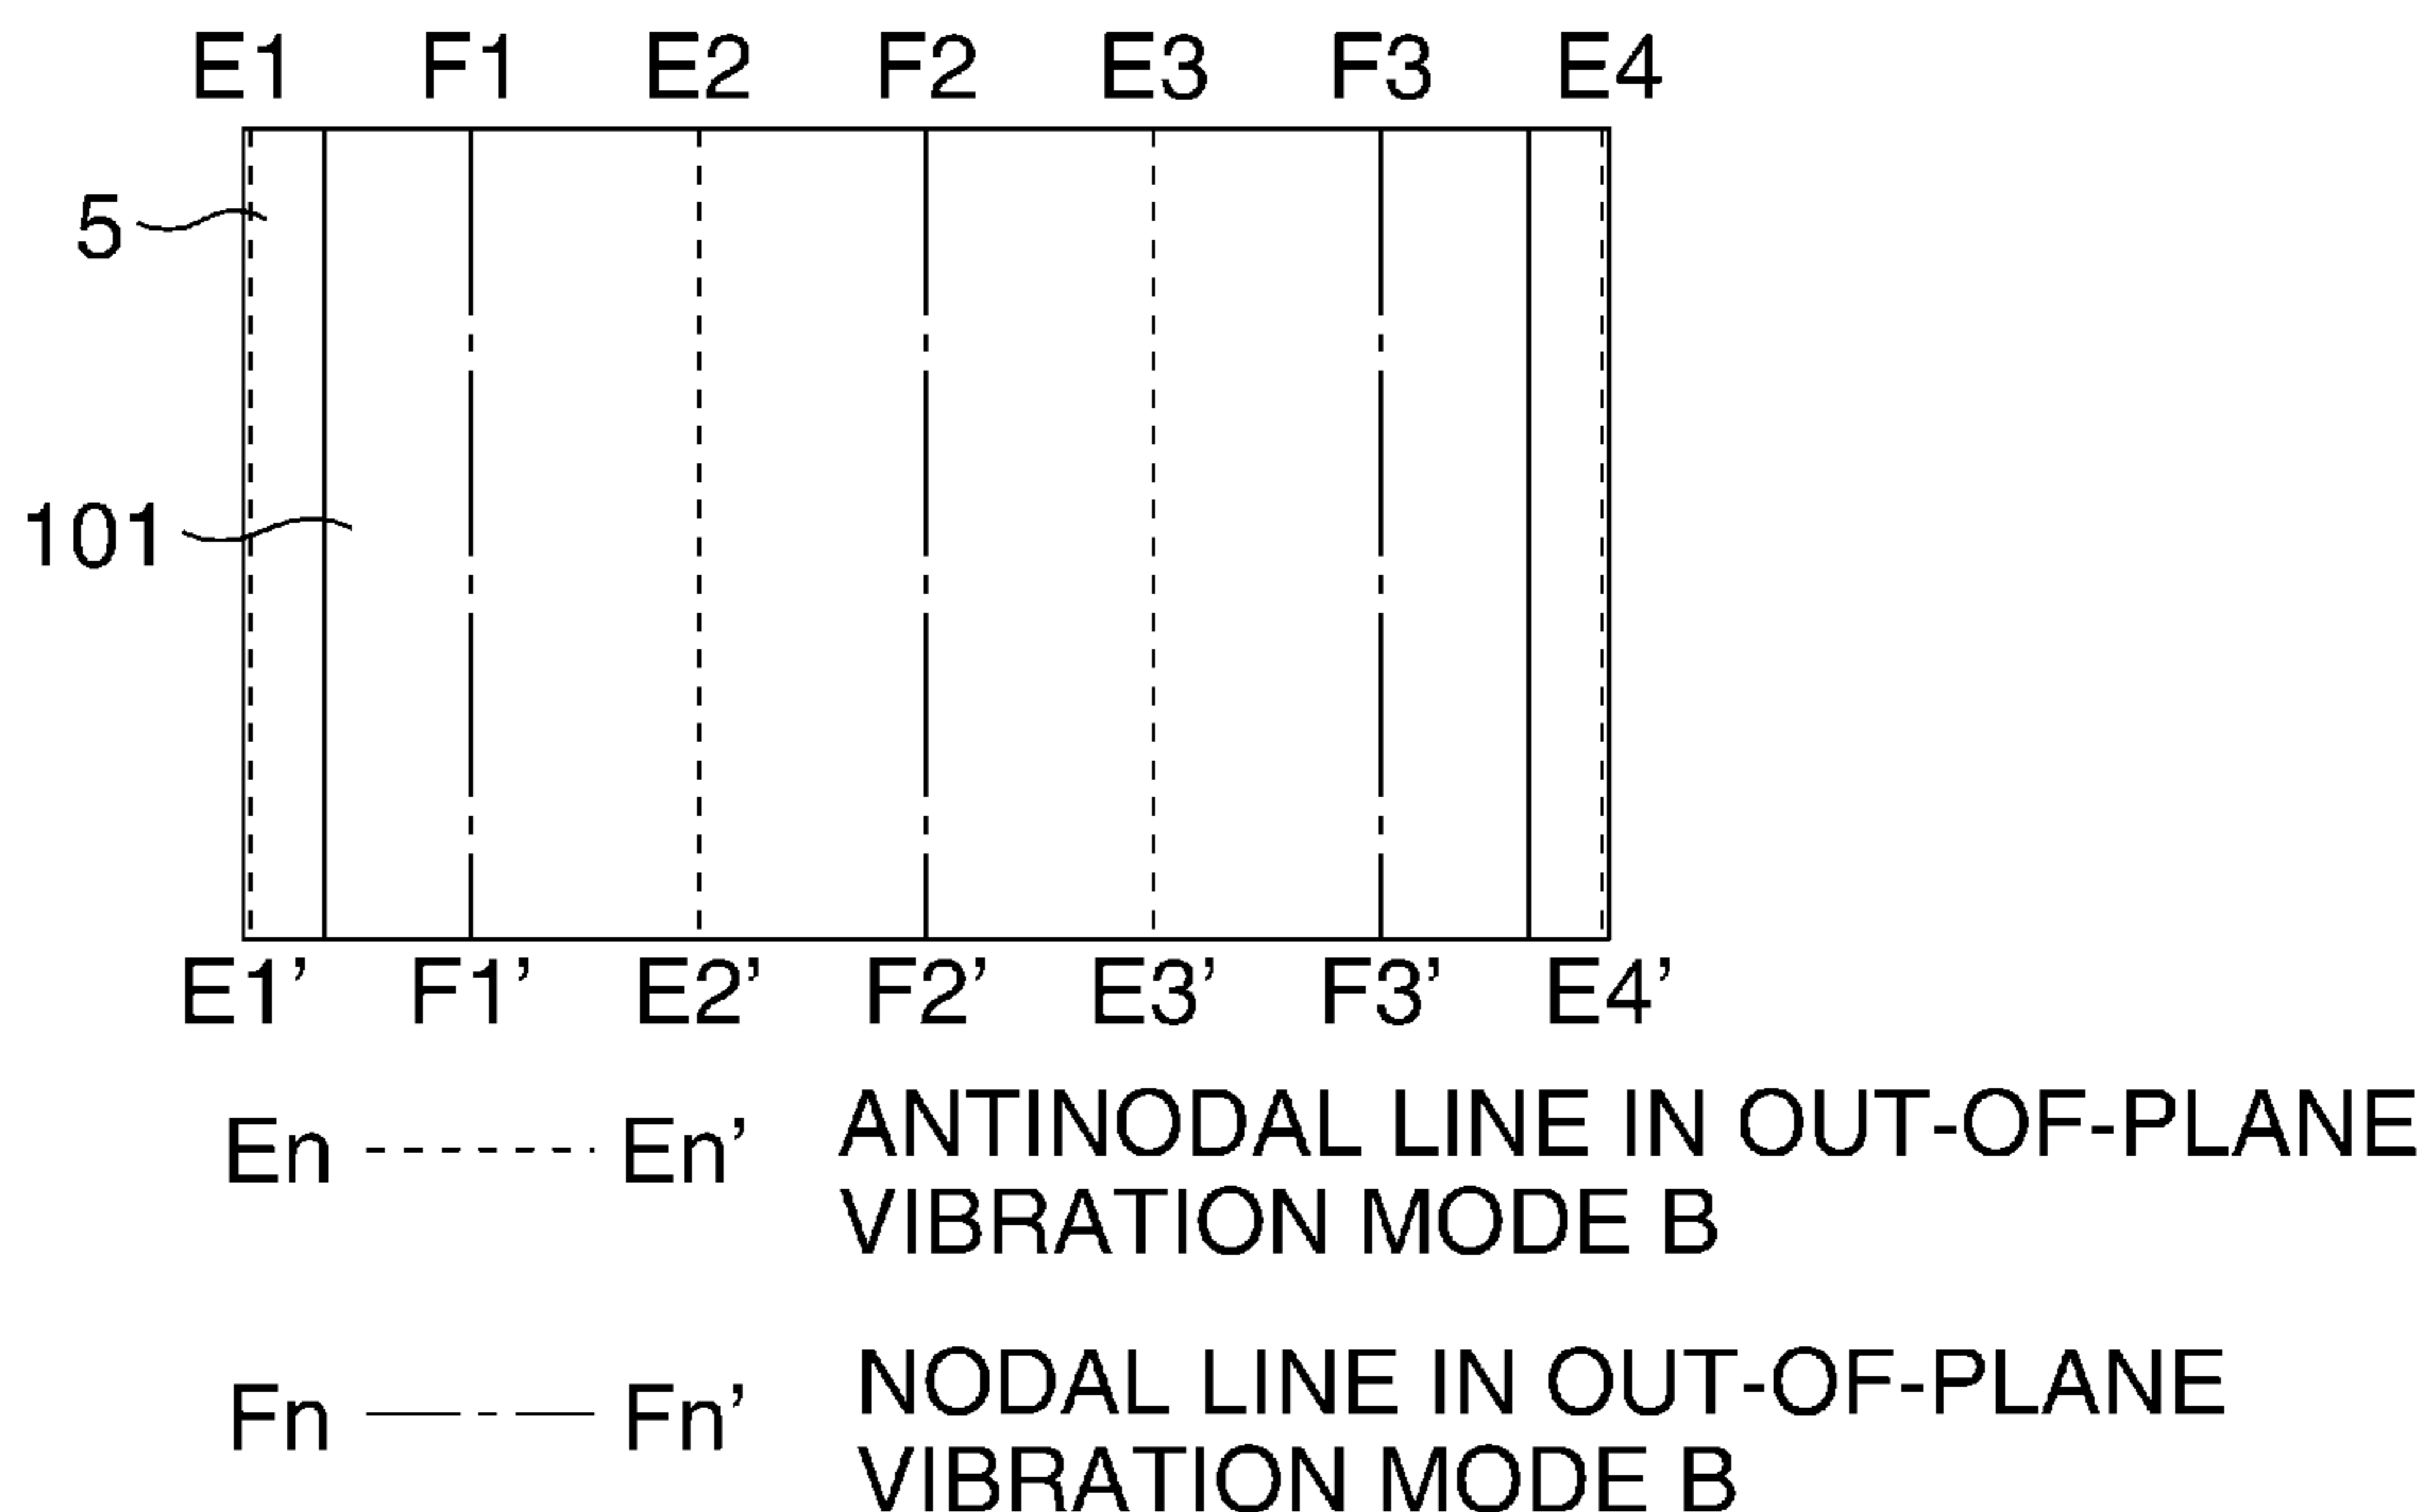 E1 F1 E2 F2 E3 F3 E4
5
101
E1' F1' E2' F2' E3' F3' E4'
En En' ANTINODAL LINE IN OUT-OF-PLANE
VIBRATION MODE B
Fn Fn' NODAL LINE IN OUT-OF-PLANE
VIBRATION MODE B